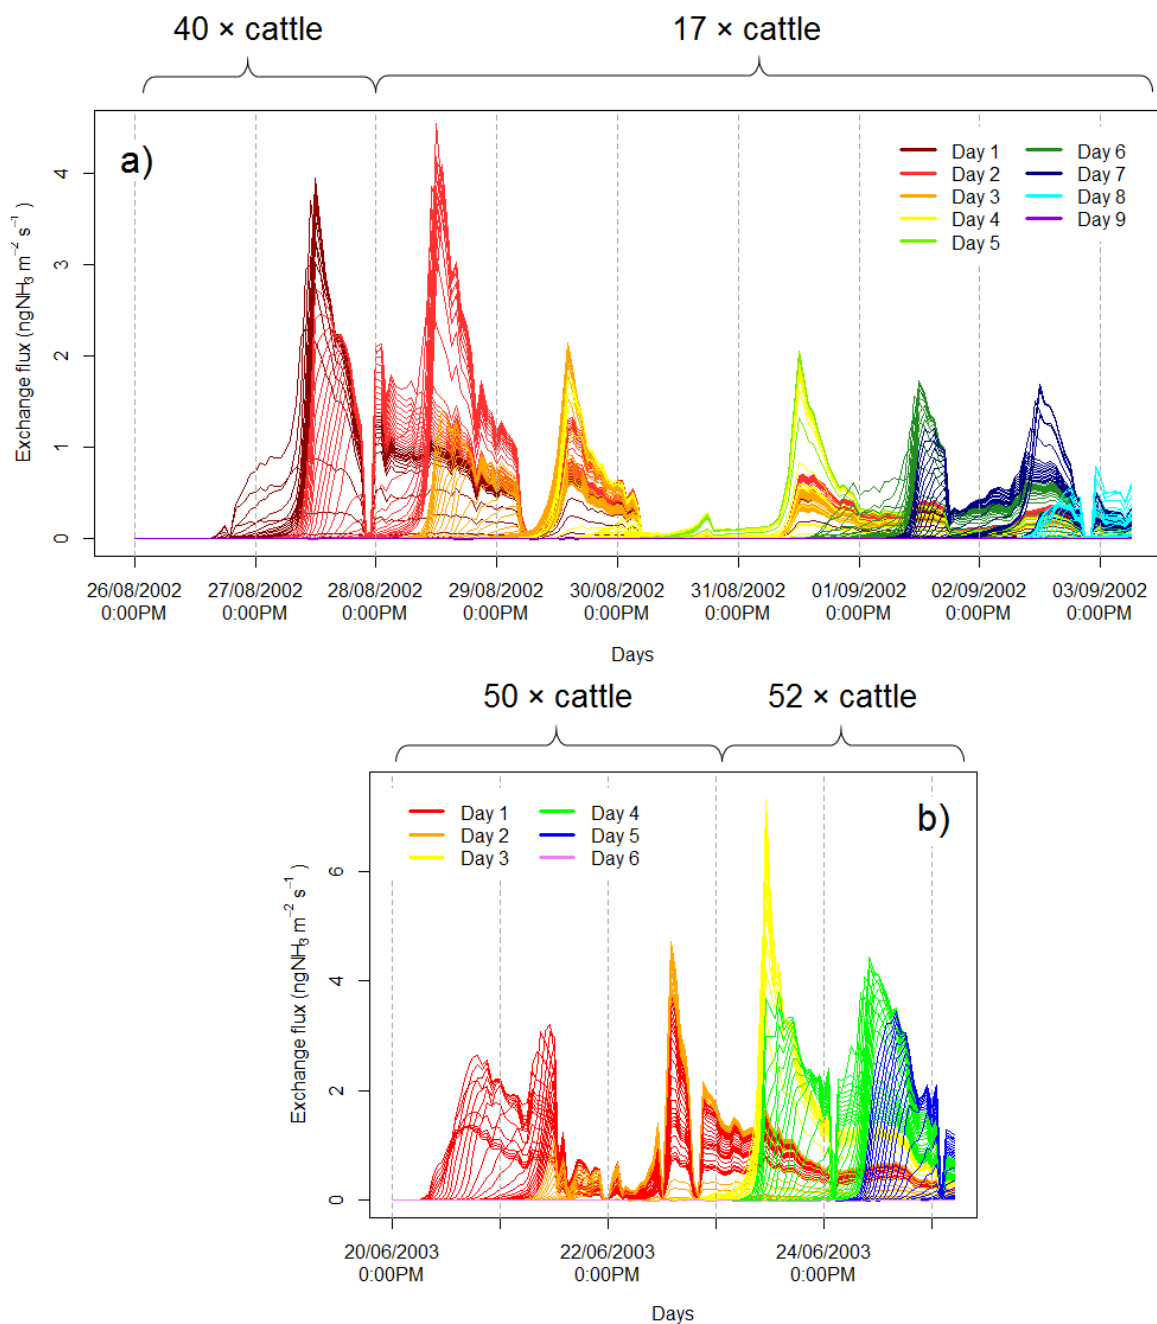 40 × cattle
17 × cattle
a)
Day 1
Day 2
Day 3
Day 4
Day 5
Day 6
Day 7
Day 8
Day 9
Exchange flux (ngNH₃ m⁻² s⁻¹)
4
3
2
1
0
26/08/2002 0:00PM
27/08/2002 0:00PM
28/08/2002 0:00PM
29/08/2002 0:00PM
30/08/2002 0:00PM
31/08/2002 0:00PM
01/09/2002 0:00PM
02/09/2002 0:00PM
03/09/2002 0:00PM
Days
50 × cattle
52 × cattle
b)
Day 1
Day 2
Day 3
Day 4
Day 5
Day 6
Exchange flux (ngNH₃ m⁻² s⁻¹ )
6
4
2
0
20/06/2003 0:00PM
22/06/2003 0:00PM
24/06/2003 0:00PM
Days